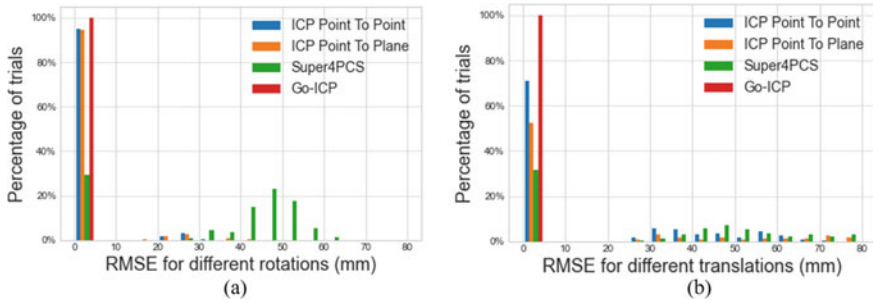 100%
80%
60%
40%
20%
0%
Percentage of trials
ICP Point To Point
ICP Point To Plane
Super4PCS
Go-ICP
0 10 20 30 40 50 60 70 80
RMSE for different rotations (mm)
(a)
100%
80%
60%
40%
20%
0%
Percentage of trials
ICP Point To Point
ICP Point To Plane
Super4PCS
Go-ICP
0 10 20 30 40 50 60 70 80
RMSE for different translations (mm)
(b)